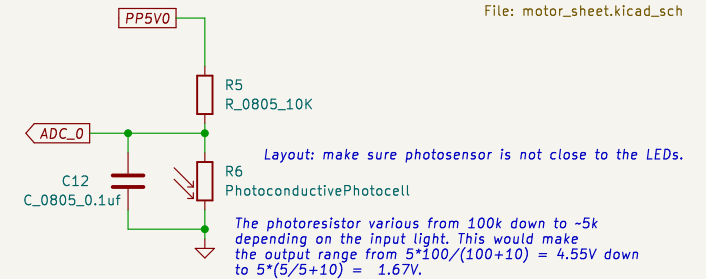 File: motor_sheet.kicad_sch
PP5V0
R5
R_0805_10K
ADC_0
Layout: make sure photosensor is not close to the LEDs.
R6
C12
PhotoconductivePhotocell
C_0805_0.1uf
The photoresistor various from 100k down to ~5k
depending on the input light. This would make
the output range from 5*100/(100+10) = 4.55V down
to 5*(5/5+10) =  1.67V.